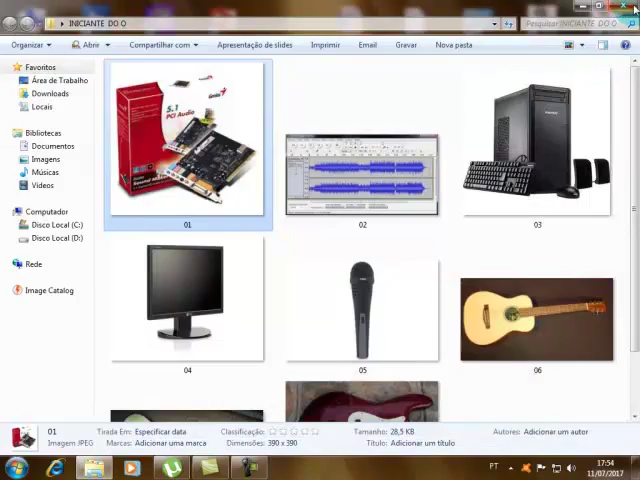 INICIANTE DO O
Pesquisar INICIANTE DO O
Organizar Abrir Compartilhar com Apresentação de slides Imprimir Email Gravar Nova pasta
Favoritos
Área de Trabalho
Downloads
Locais
Bibliotecas
Documentos
Imagens
Músicas
Vídeos
Computador
Disco Local (C:)
Disco Local (D:)
Rede
Image Catalog
5.1
PCI Audio
Genius
01 02 03
04 05 06
01
Imagem JPEG
Tirada Em: Especificar data
Marcas: Adicionar uma marca
Classificação:
Dimensões: 390 x 390
Tamanho: 28,5 KB
Título: Adicionar um título
Autores: Adicionar um autor
PT
17:54
11/07/2017